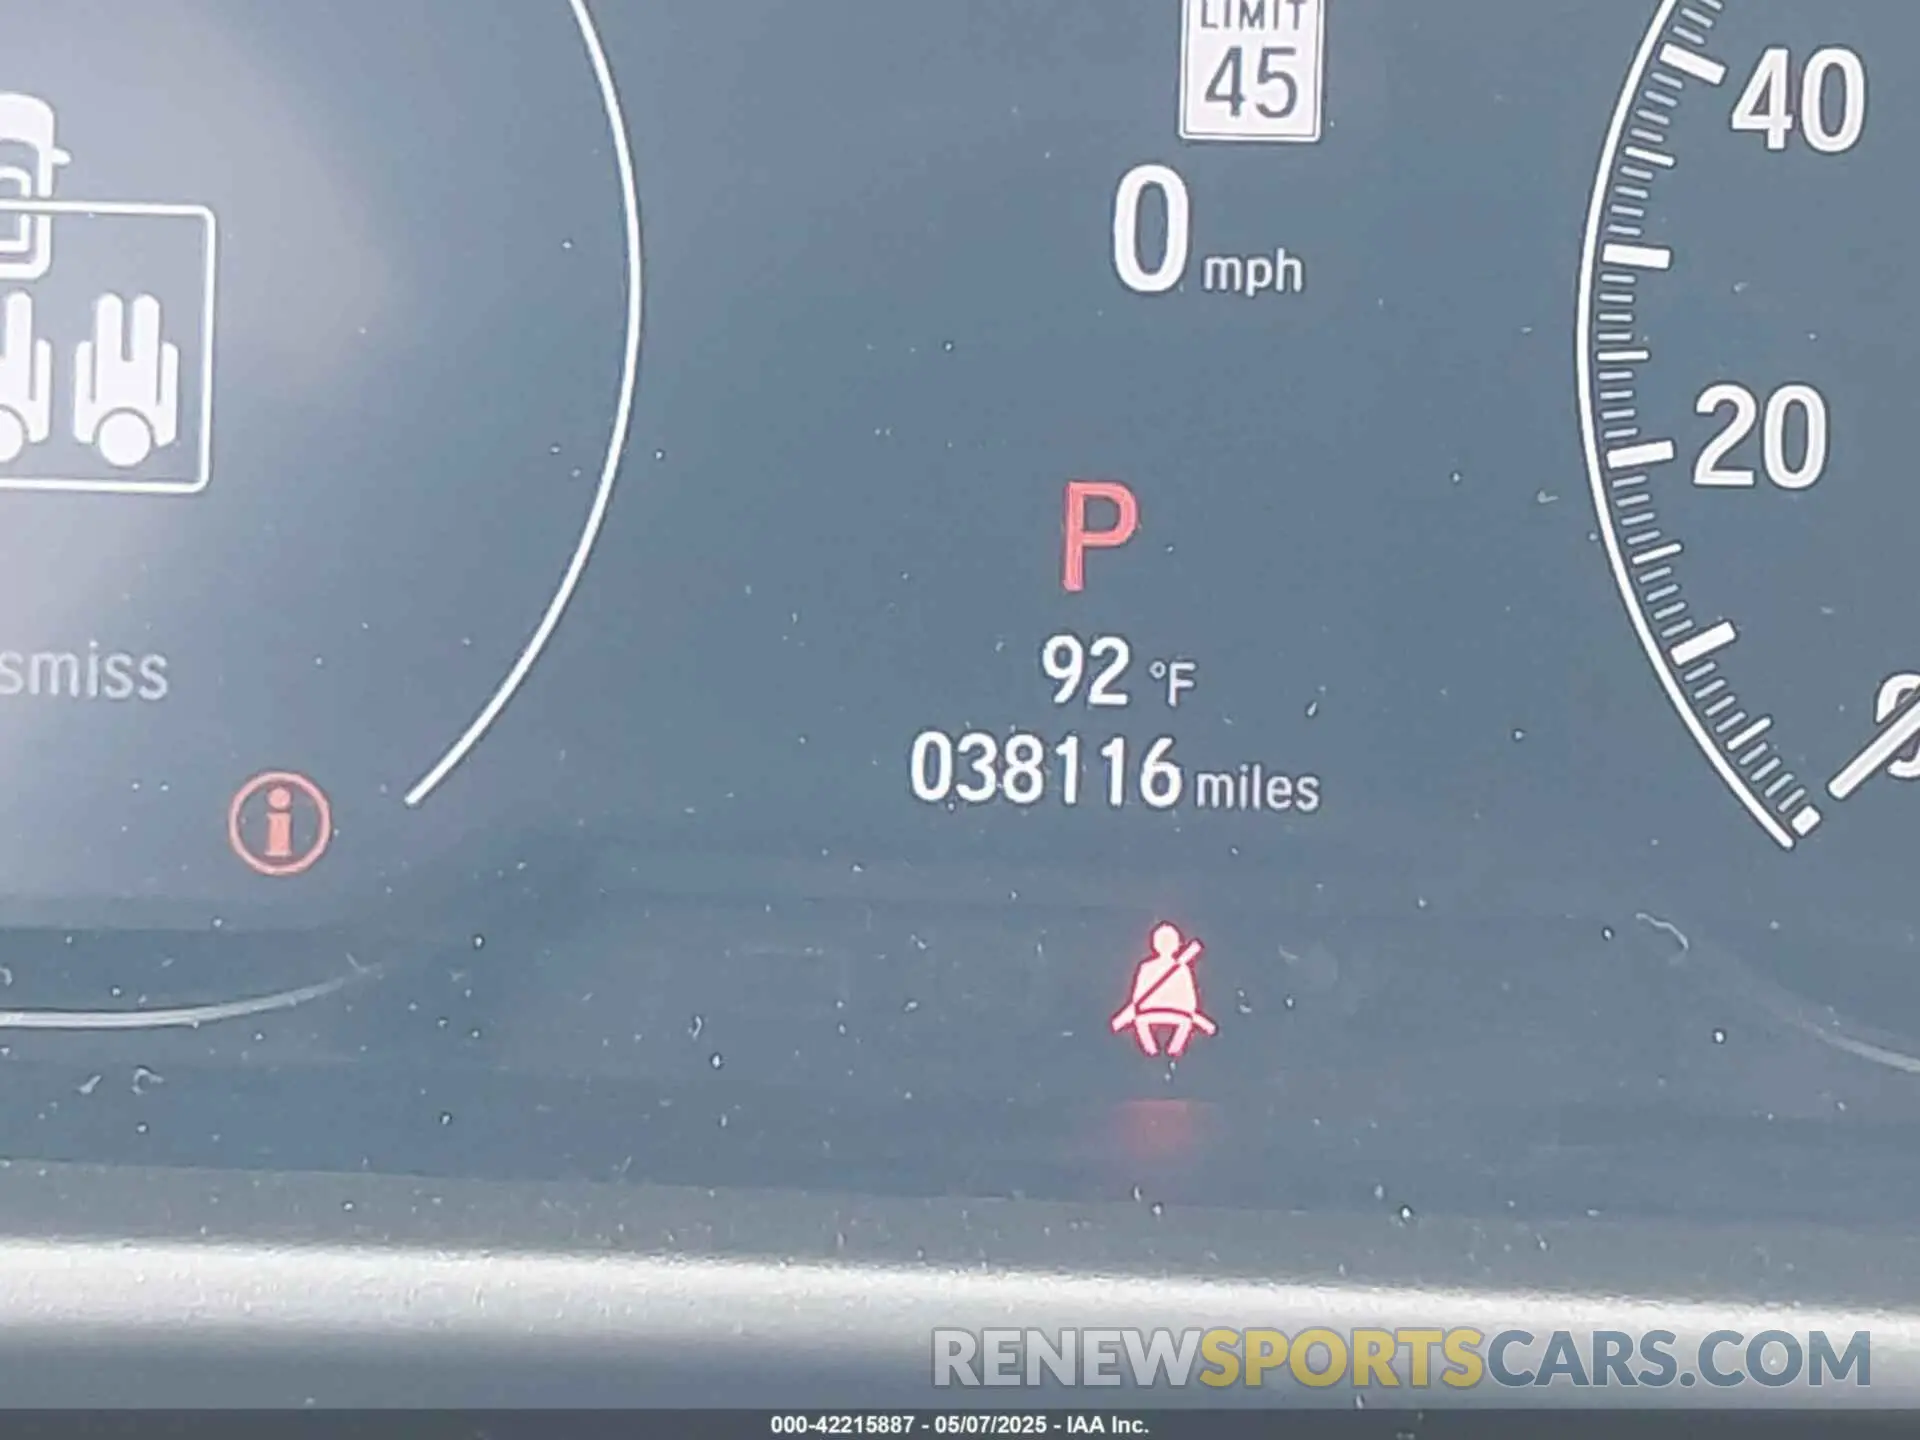 LIMIT
45
0 mph
40
20
0
P
92 °F
038116 miles
smiss
RENEWSPORTSCARS.COM
000-42215887 - 05/07/2025 - IAA Inc.